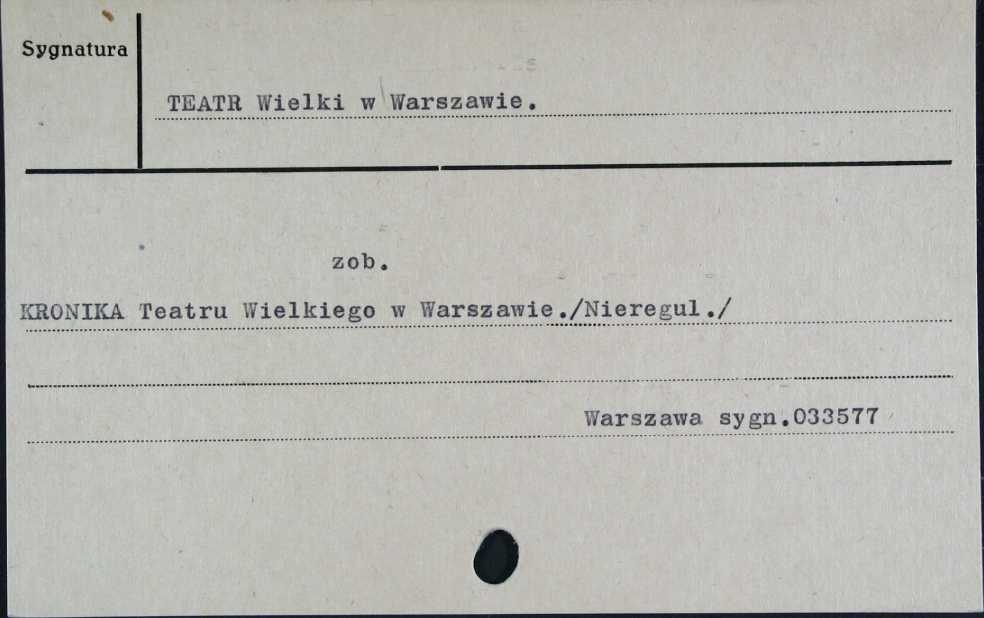 Sygnatura
TEATR Wielki w Warszawie.
zob.
KRONIKA Teatru Wielkiego w Warszawie./Nieregul./
Warszawa sygn.033577